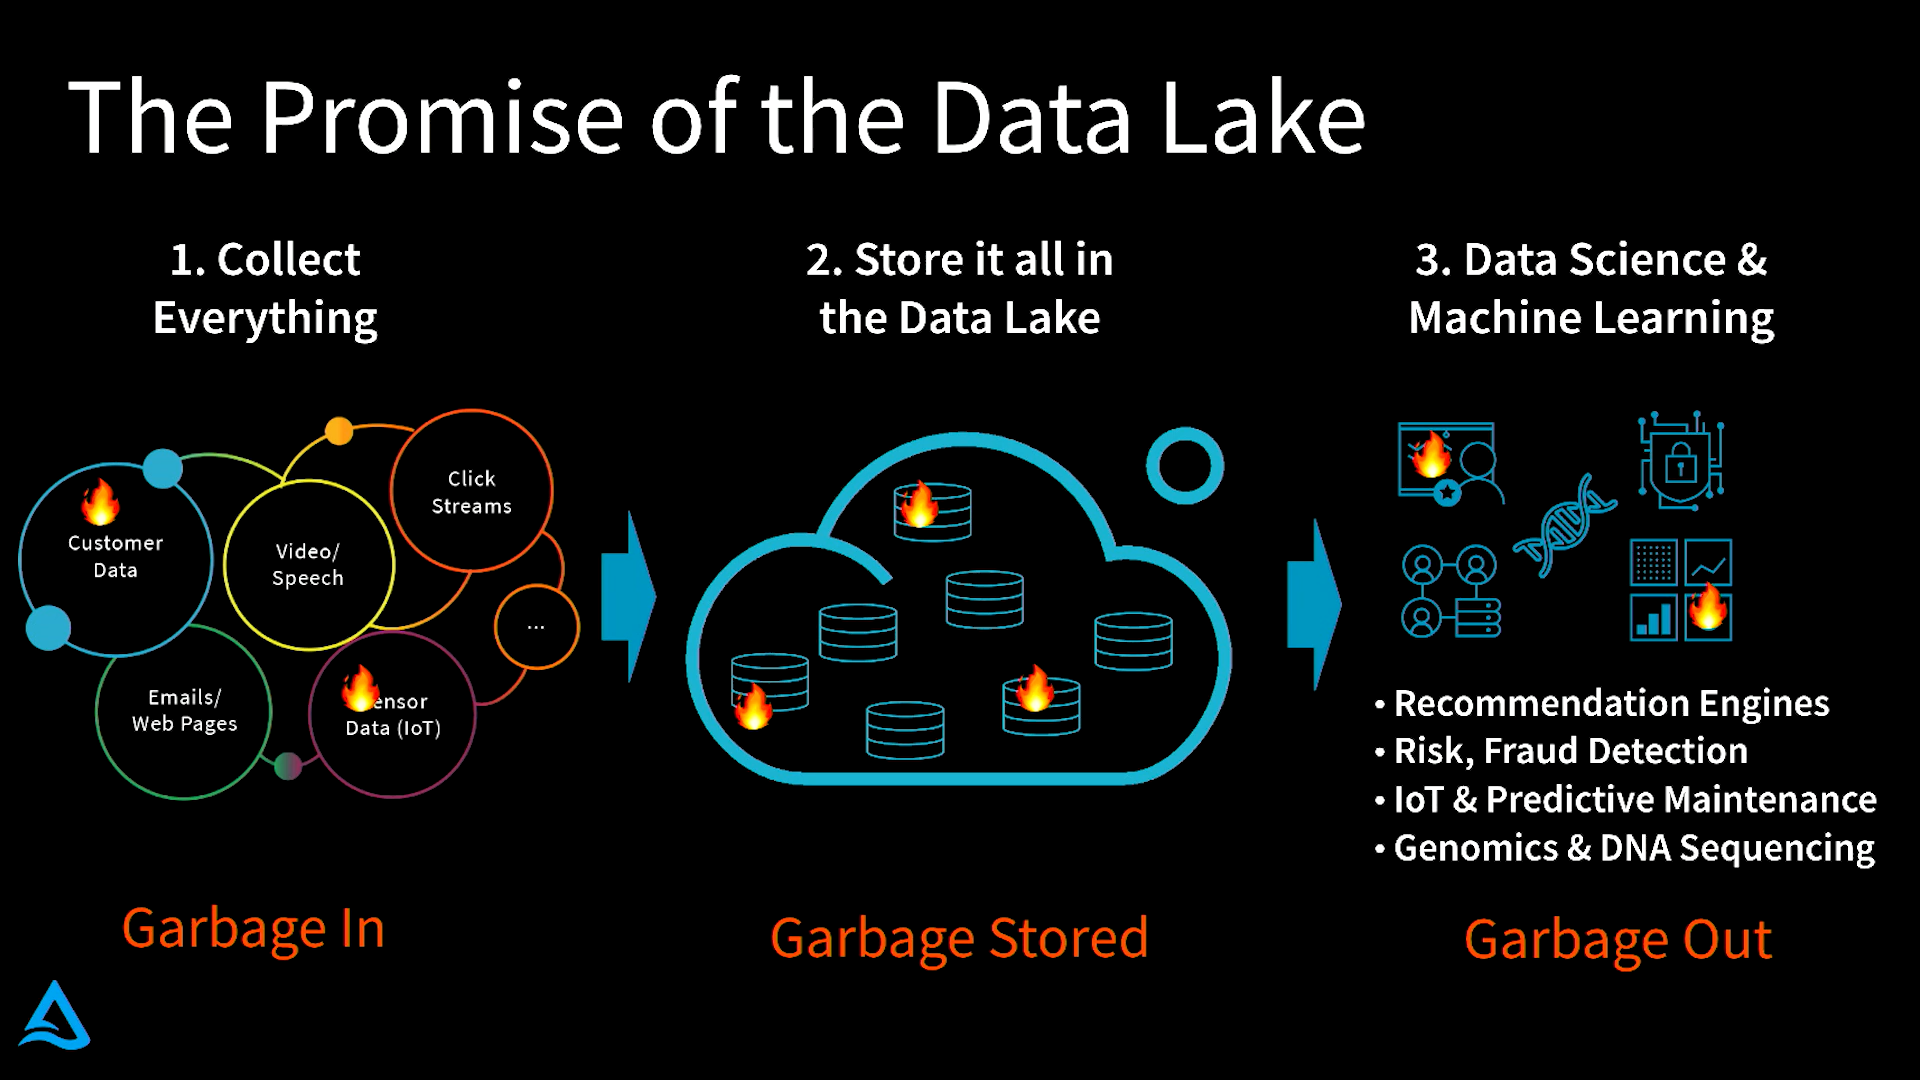 The Promise of the Data Lake
1. Collect
Everything
2. Store it all in
the Data Lake
3. Data Science &
Machine Learning
Click
Streams
Customer
Data
Video/
Speech
...
Emails/
Web Pages
ensor
Data (IoT)
• Recommendation Engines
• Risk, Fraud Detection
• IoT & Predictive Maintenance
• Genomics & DNA Sequencing
Garbage In
Garbage Stored
Garbage Out